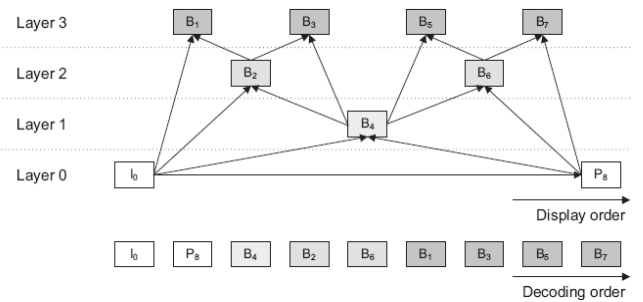 Layer 3 B₁ B₃ B₅ B₇
Layer 2 B₂ B₆
Layer 1 B₄
Layer 0 I₀ P₈
Display order
I₀ P₈ B₄ B₂ B₆ B₁ B₃ B₅ B₇
Decoding order